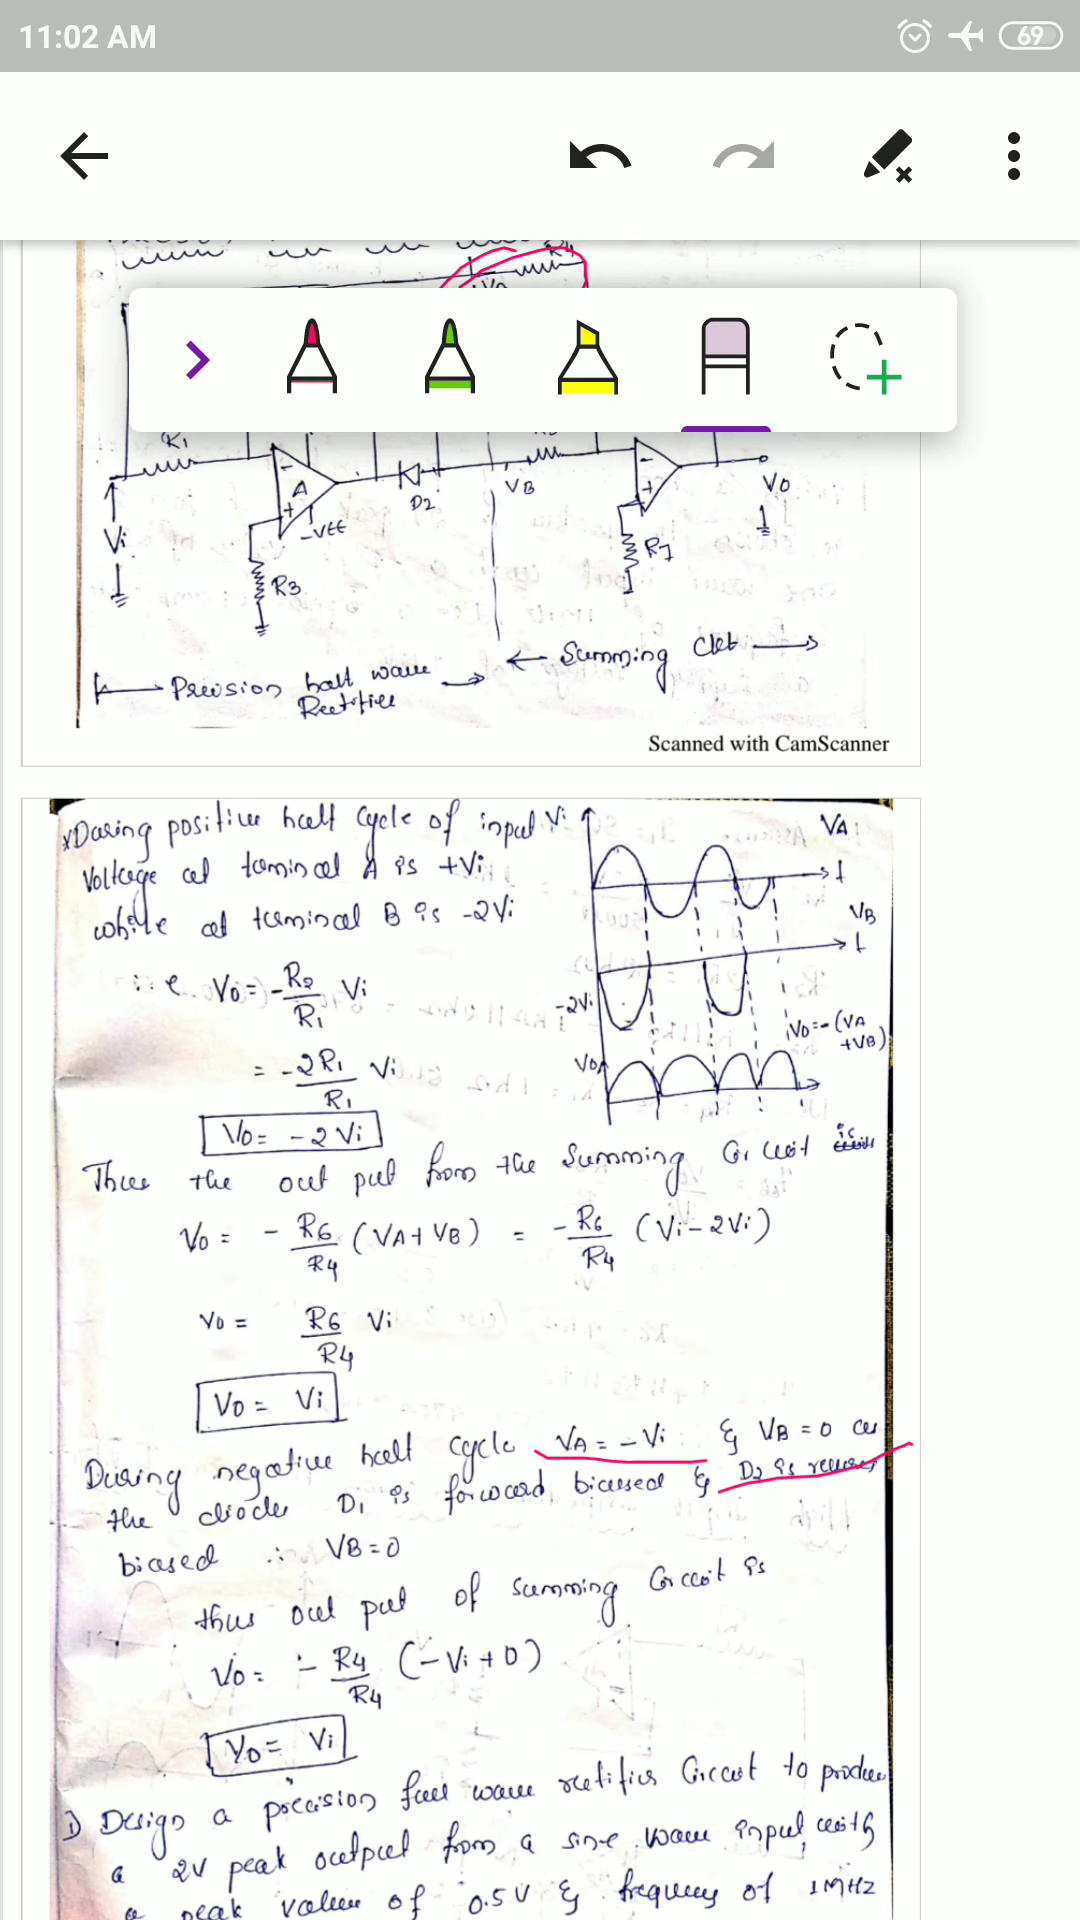 11:02 AM
69
R4
VA
R1
A
-VEE
D2
VB
Vo
Vi
R3
R7
Precision half wave
Rectifier
Summing Ckt
Scanned with CamScanner
During positive half cycle of input Vi
Voltage at terminal A is +Vi
while at terminal B is -2Vi
i.e. Vo = -R2/R1 Vi
= -2R1/R1 Vi
Vo = -2Vi
VA
t
VB
t
-2Vi
Vo
Vo = -(VA
+VB)
Thus the out put from the Summing Circuit is
Vo = - R6/R4 (VA + VB) = - R6/R4 (Vi - 2Vi)
Vo = R6/R4 Vi
Vo = Vi
During negative half cycle VA = -Vi & VB = 0 as
the diode D1 is forward biased & D2 is reverse
biased ∴ VB = 0
thus out put of summing Circuit is
Vo = - R4/R4 (-Vi + 0)
Vo = Vi
1) Design a precision full wave rectifier Circuit to produce
a 2V peak output from a sine wave input with
a peak value of 0.5V & frequency of 1MHz